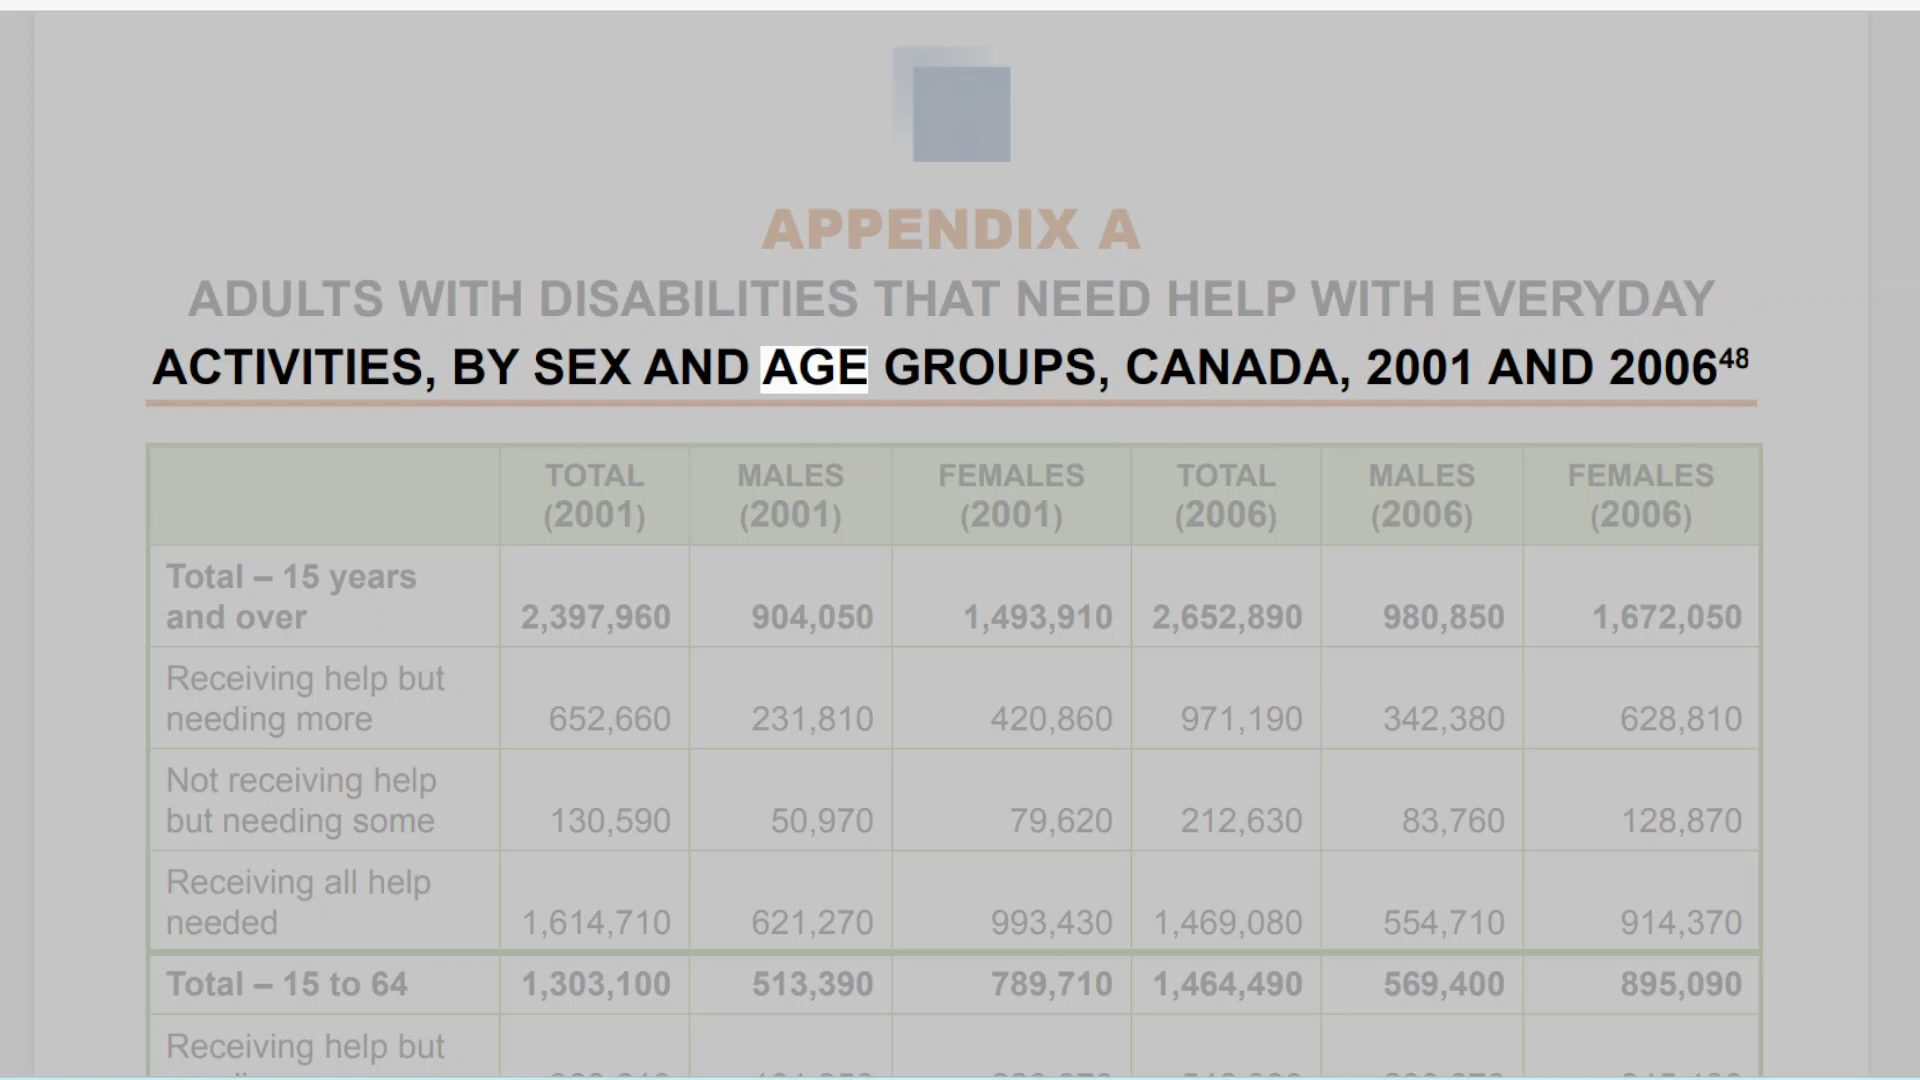 APPENDIX A
ADULTS WITH DISABILITIES THAT NEED HELP WITH EVERYDAY
ACTIVITIES, BY SEX AND AGE GROUPS, CANADA, 2001 AND 2006⁴⁸
TOTAL (2001) MALES (2001) FEMALES (2001) TOTAL (2006) MALES (2006) FEMALES (2006)
Total – 15 years
and over 2,397,960 904,050 1,493,910 2,652,890 980,850 1,672,050
Receiving help but
needing more 652,660 231,810 420,860 971,190 342,380 628,810
Not receiving help
but needing some 130,590 50,970 79,620 212,630 83,760 128,870
Receiving all help
needed 1,614,710 621,270 993,430 1,469,080 554,710 914,370
Total – 15 to 64 1,303,100 513,390 789,710 1,464,490 569,400 895,090
Receiving help but